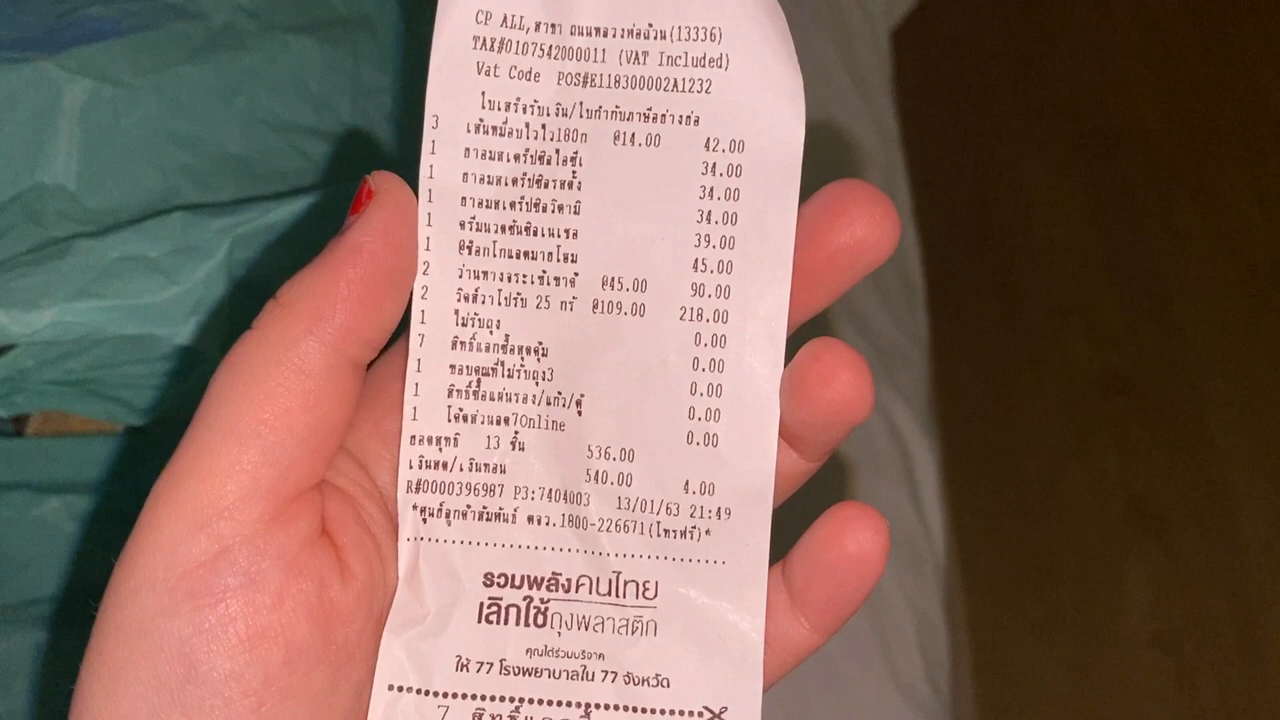 CP ALL,สาขา ถนนหลวงพ่อฉ้วน(13336)
TAX#0107542000011 (VAT Included)
Vat Code POS#E118300002A1232
ใบเสร็จรับเงิน/ใบกำกับภาษีอย่างย่อ
3 เส้นหมี่อบไวไว180ก @14.00 42.00
1 ยาอมสเตร็ปซิลไอซี่เ 34.00
1 ยาอมสเตร็ปซิลรสตั้ง 34.00
1 ยาอมสเตร็ปซิลวิตามิ 34.00
1 ครีมนวดซันซิลเนเชอ 39.00
1 @ช็อกโกแลตมายโยม 45.00
2 ว่านหางจระเข้เขาค้ @45.00 90.00
2 วิคส์วาโปรับ 25 กรั @109.00 218.00
1 ไม่รับถุง 0.00
7 สิทธิ์แลกซื้อสุดคุ้ม 0.00
1 ขอบคุณที่ไม่รับถุง3 0.00
1 สิทธิ์ซื้อแผ่นรอง/แก้ว/ตู้ 0.00
1 โค้ดส่วนลด7Online 0.00
ยอดสุทธิ 13 ชิ้น 536.00
เงินสด/เงินทอน 540.00 4.00
R#0000396987 P3:7404003 13/01/63 21:49
*ศูนย์ลูกค้าสัมพันธ์ ตจว.1800-226671(โทรฟรี)*
รวมพลังคนไทย
เลิกใช้ถุงพลาสติก
คุณได้ร่วมบริจาค
ให้ 77 โรงพยาบาลใน 77 จังหวัด
7